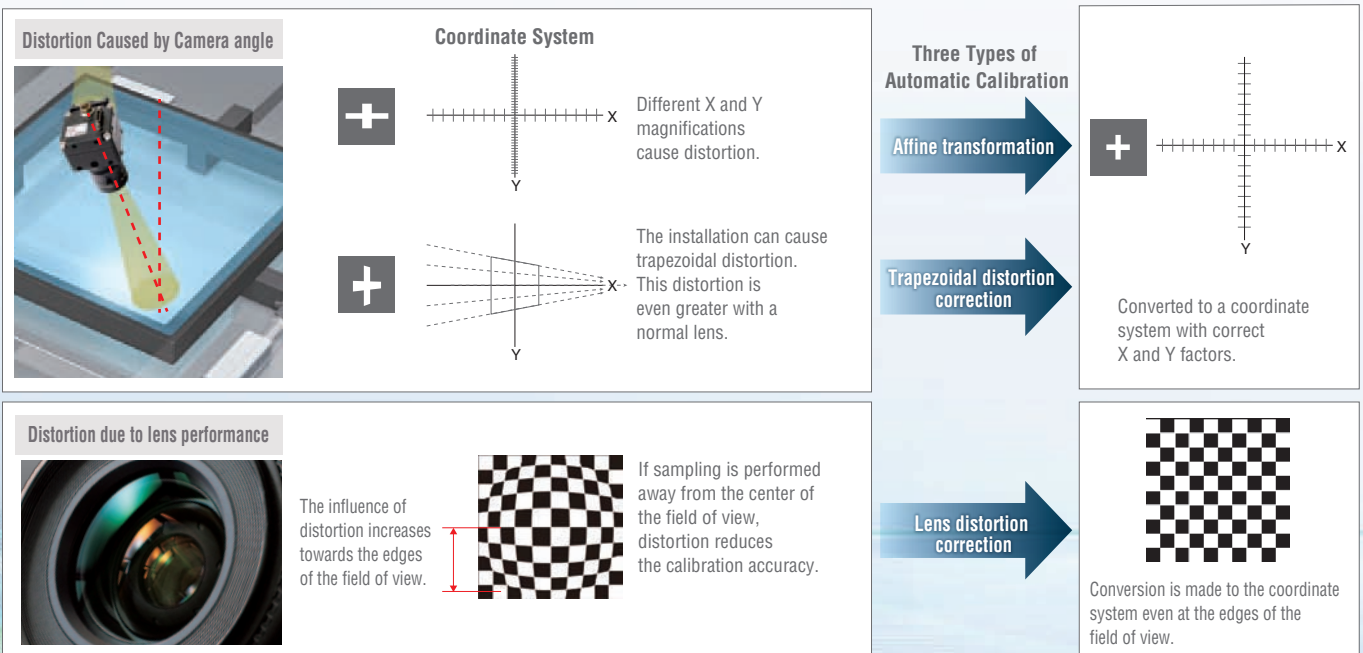 Distortion Caused by Camera angle
Coordinate System
X
Y
Different X and Y
magnifications
cause distortion.
X
Y
The installation can cause
trapezoidal distortion.
This distortion is
even greater with a
normal lens.
Three Types of
Automatic Calibration
Affine transformation
Trapezoidal distortion
correction
X
Y
Converted to a coordinate
system with correct
X and Y factors.
Distortion due to lens performance
The influence of
distortion increases
towards the edges
of the field of view.
If sampling is performed
away from the center of
the field of view,
distortion reduces
the calibration accuracy.
Lens distortion
correction
Conversion is made to the coordinate
system even at the edges of the
field of view.